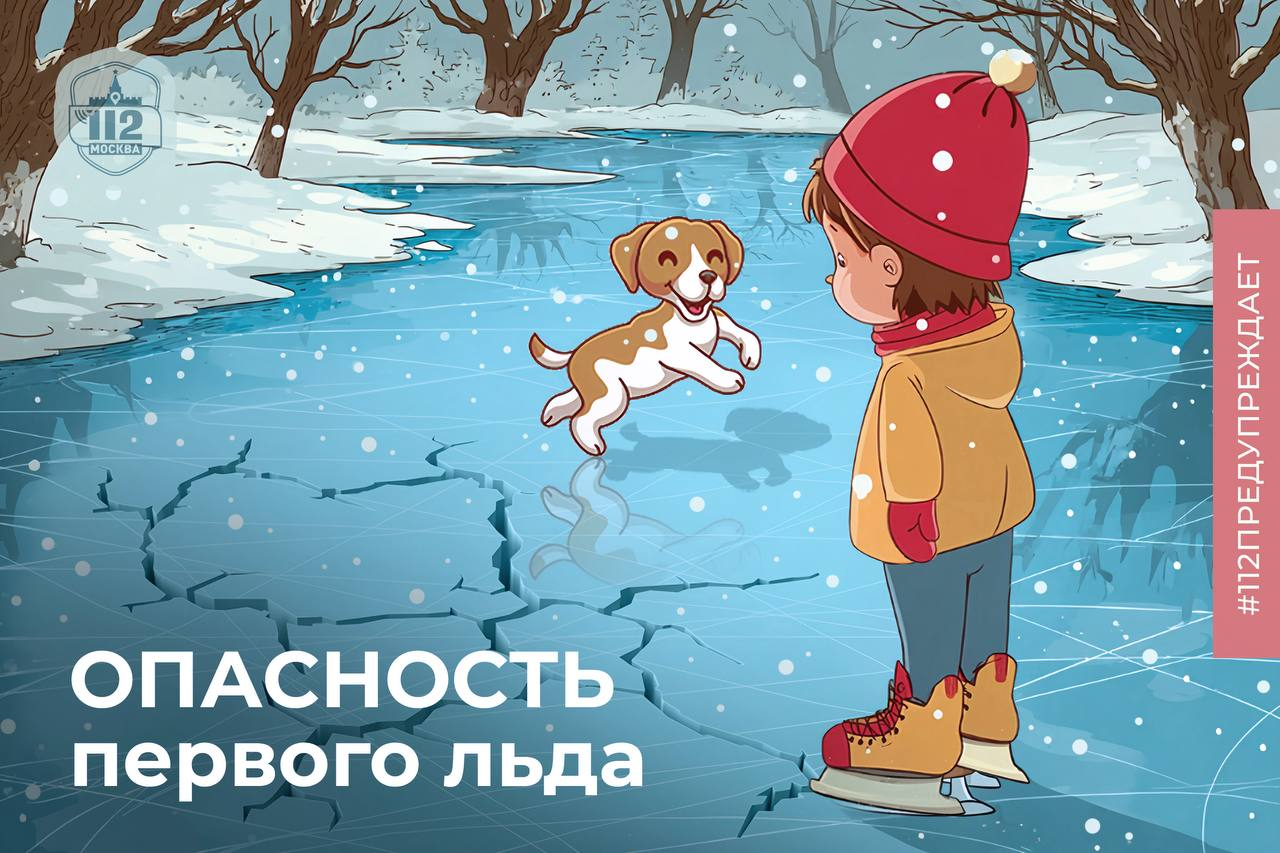 112
МОСКВА
#112ПРЕДУПРЕЖДАЕТ
ОПАСНОСТЬ
первого льда